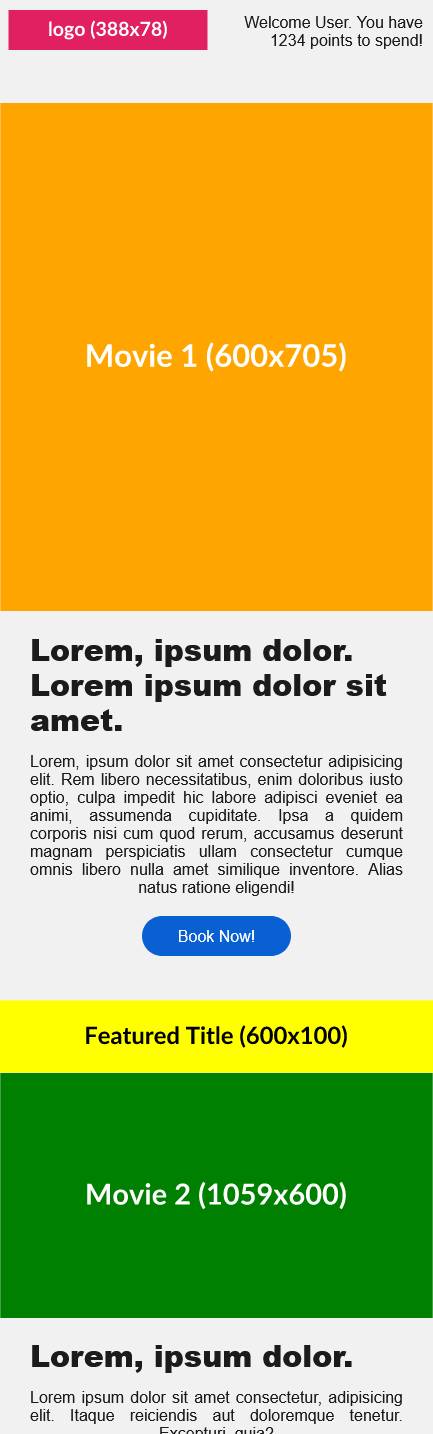 logo (388x78)
Welcome User. You have
1234 points to spend!
Movie 1 (600x705)
Lorem, ipsum dolor.
Lorem ipsum dolor sit
amet.
Lorem, ipsum dolor sit amet consectetur adipisicing
elit. Rem libero necessitatibus, enim doloribus iusto
optio, culpa impedit hic labore adipisci eveniet ea
animi, assumenda cupiditate. Ipsa a quidem
corporis nisi cum quod rerum, accusamus deserunt
magnam perspiciatis ullam consectetur cumque
omnis libero nulla amet similique inventore. Alias
natus ratione eligendi!
Book Now!
Featured Title (600x100)
Movie 2 (1059x600)
Lorem, ipsum dolor.
Lorem ipsum dolor sit amet consectetur, adipisicing
elit. Itaque reiciendis aut doloremque tenetur.
Excepturi, quia?